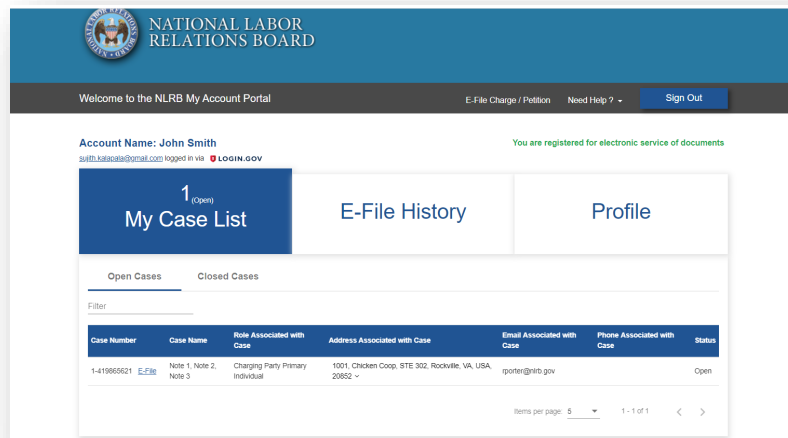 NATIONAL LABOR
RELATIONS BOARD
Welcome to the NLRB My Account Portal
E-File Charge / Petition
Need Help ?
Sign Out
Account Name: John Smith
You are registered for electronic service of documents
sujith.kalapala@gmail.com logged in via LOGIN.GOV
1 (Open)
My Case List
E-File History
Profile
Open Cases
Closed Cases
Filter
Case Number
Case Name
Role Associated with
Case
Address Associated with Case
Email Associated with
Case
Phone Associated with
Case
Status
1-419865621 E-File
Note 1, Note 2,
Note 3
Charging Party Primary
Individual
1001, Chicken Coop, STE 302, Rockville, VA, USA,
20852
rporter@nlrb.gov
Open
Items per page: 5
1 - 1 of 1